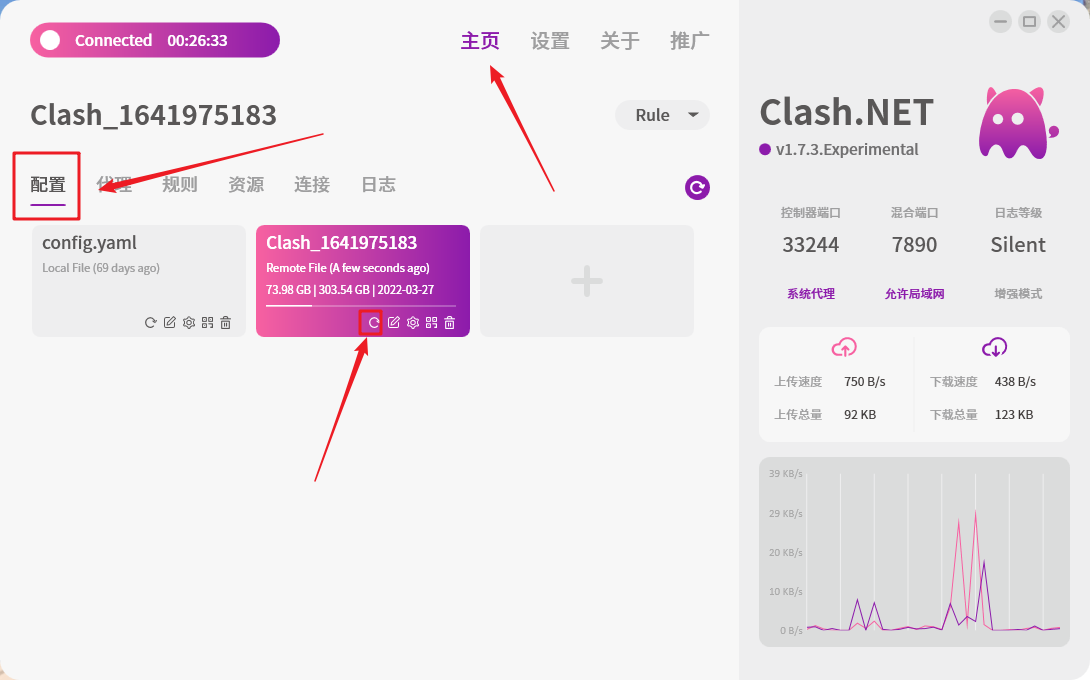 Connected 00:26:33
主页 设置 关于 推广
Clash_1641975183
Rule
配置 代理 规则 资源 连接 日志
config.yaml
Local File (69 days ago)
Clash_1641975183
Remote File (A few seconds ago)
73.98 GB | 303.54 GB | 2022-03-27
Clash.NET
v1.7.3.Experimental
控制器端口 混合端口 日志等级
33244 7890 Silent
系统代理 允许局域网 增强模式
上传速度 750 B/s 下载速度 438 B/s
上传总量 92 KB 下载总量 123 KB
39 KB/s
29 KB/s
20 KB/s
10 KB/s
0 B/s